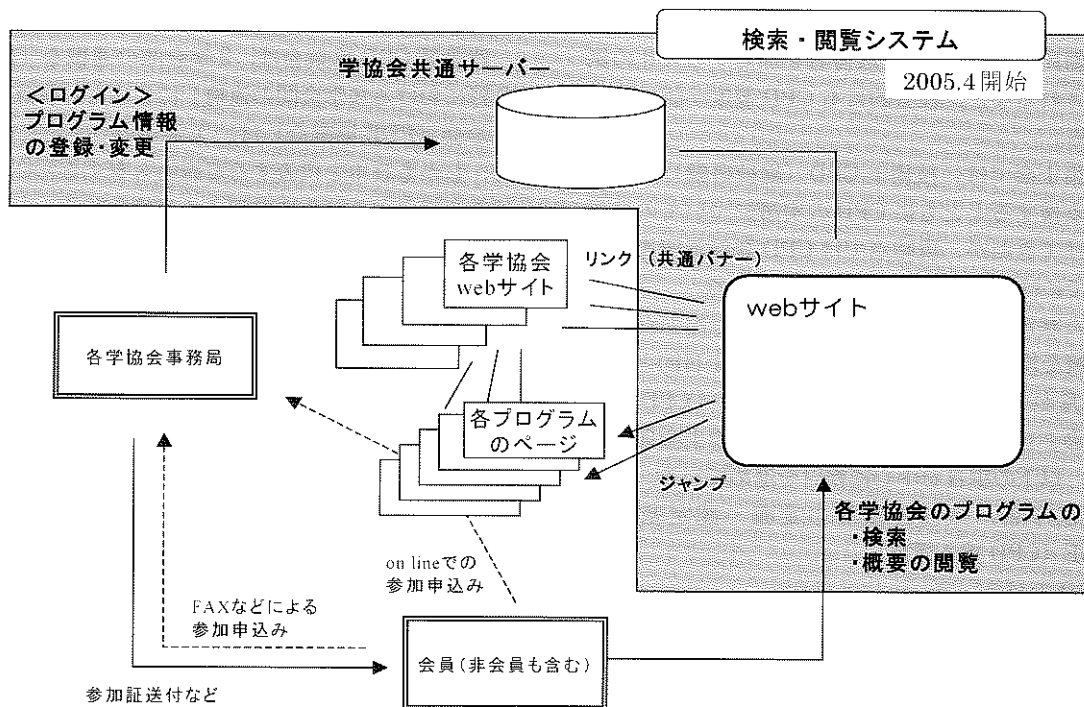 検索・閲覧システム
2005.4開始
学協会共通サーバー
<ログイン>
プログラム情報
の登録・変更
各学協会
webサイト
リンク (共通バナー)
webサイト
各学協会事務局
各プログラム
のページ
ジャンプ
各学協会のプログラムの
・検索
・概要の閲覧
on lineでの
参加申込み
FAXなどによる
参加申込み
会員(非会員も含む)
参加証送付など